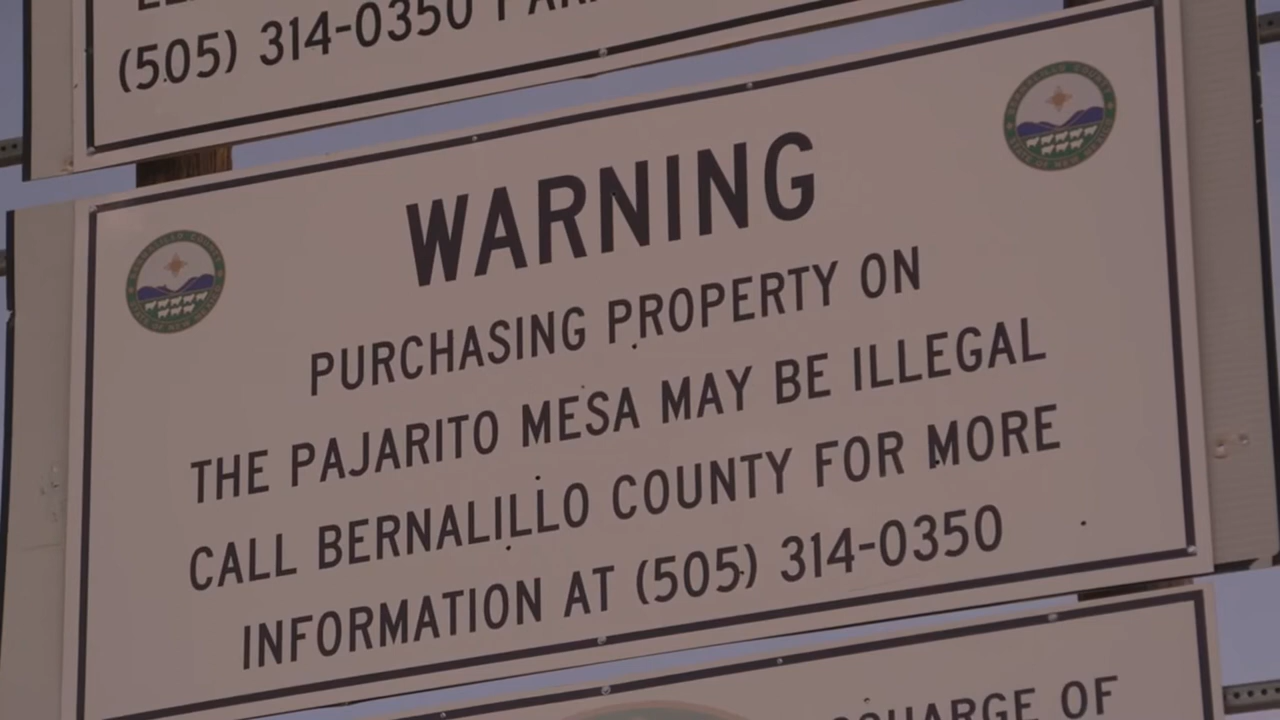 (505) 314-0350
WARNING
PURCHASING PROPERTY ON
THE PAJARITO MESA MAY BE ILLEGAL
CALL BERNALILLO COUNTY FOR MORE
INFORMATION AT (505) 314-0350
OF